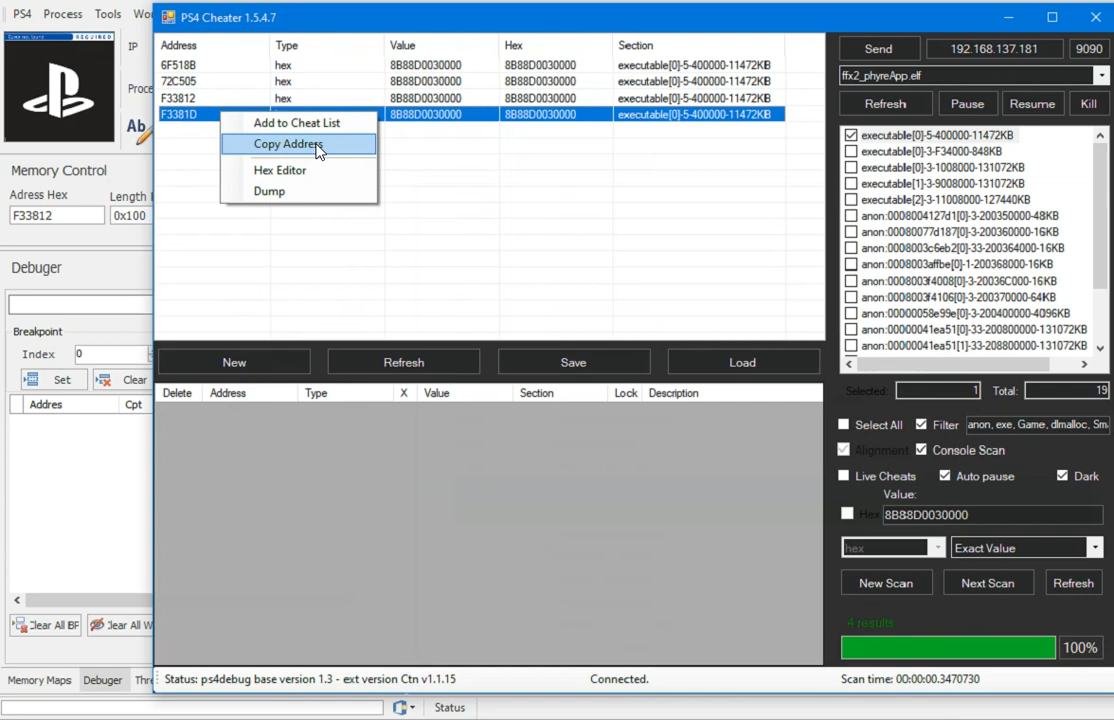 PS4 Process Tools Wo
PS4 Cheater 1.5.4.7
REQUIRED
IP
Proce
Ab
Memory Control
Adress Hex Length
F33812 0x100
Debuger
Breakpoint
Index 0
Set Clear
Addres Cpt
Clear All BF Clear All W
Memory Maps Debuger Thre
Status
Address Type Value Hex Section
6F518B hex 8B88D0030000 8B88D0030000 executable[0]-5-400000-11472KB
72C505 hex 8B88D0030000 8B88D0030000 executable[0]-5-400000-11472KB
F33812 hex 8B88D0030000 8B88D0030000 executable[0]-5-400000-11472KB
F3381D 8B88D0030000 8B88D0030000 executable[0]-5-400000-11472KB
Add to Cheat List
Copy Address
Hex Editor
Dump
New Refresh Save Load
Delete Address Type X Value Section Lock Description
Send 192.168.137.181 9090
ffx2_phyreApp.elf
Refresh Pause Resume Kill
executable[0]-5-400000-11472KB
executable[0]-3-F34000-848KB
executable[0]-3-1008000-131072KB
executable[1]-3-9008000-131072KB
executable[2]-3-11008000-127440KB
anon:0008004127d1[0]-3-200350000-48KB
anon:00080077d187[0]-3-200360000-16KB
anon:0008003c6eb2[0]-33-200364000-16KB
anon:0008003affbe[0]-1-200368000-16KB
anon:0008003f4008[0]-3-20036C000-16KB
anon:0008003f4106[0]-3-200370000-64KB
anon:00000058e99e[0]-3-200400000-4096KB
anon:00000041ea51[0]-33-200800000-131072KB
anon:00000041ea51[1]-33-208800000-131072KB
Selected: 1 Total: 19
Select All Filter anon, exe, Game, dlmalloc, Sm
Alignment Console Scan
Live Cheats Auto pause Dark
Value:
Hex 8B88D0030000
hex Exact Value
New Scan Next Scan Refresh
4 results
100%
Status: ps4debug base version 1.3 - ext version Ctn v1.1.15 Connected. Scan time: 00:00:00.3470730